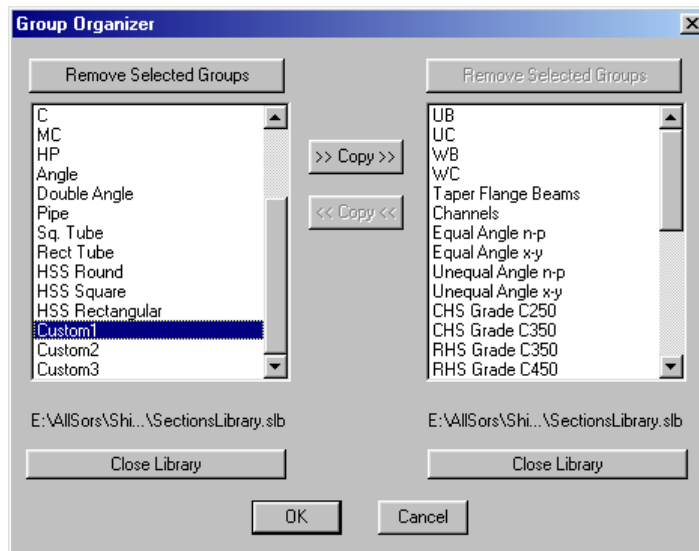 Group Organizer
Remove Selected Groups
Remove Selected Groups
C
MC
HP
Angle
Double Angle
Pipe
Sq. Tube
Rect Tube
HSS Round
HSS Square
HSS Rectangular
Custom1
Custom2
Custom3
>> Copy >>
<< Copy <<
UB
UC
WB
WC
Taper Flange Beams
Channels
Equal Angle n-p
Equal Angle x-y
Unequal Angle n-p
Unequal Angle x-y
CHS Grade C250
CHS Grade C350
RHS Grade C350
RHS Grade C450
E:\AllSors\Shi...\SectionsLibrary.slb
E:\AllSors\Shi...\SectionsLibrary.slb
Close Library
Close Library
OK
Cancel